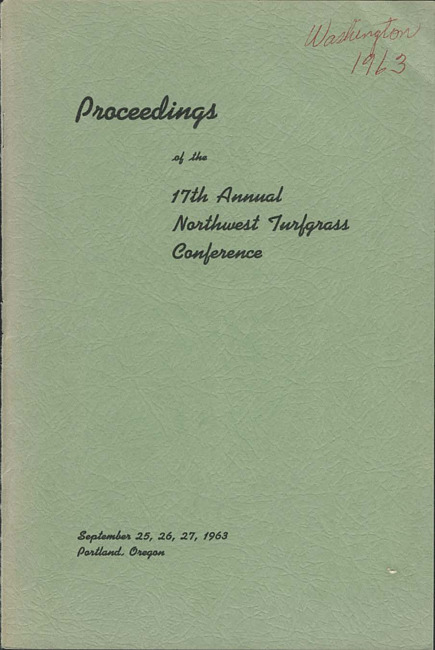 Washington
1963
Proceedings
of the
17th Annual
Northwest Turfgrass
Conference
September 25, 26, 27, 1963
Portland, Oregon